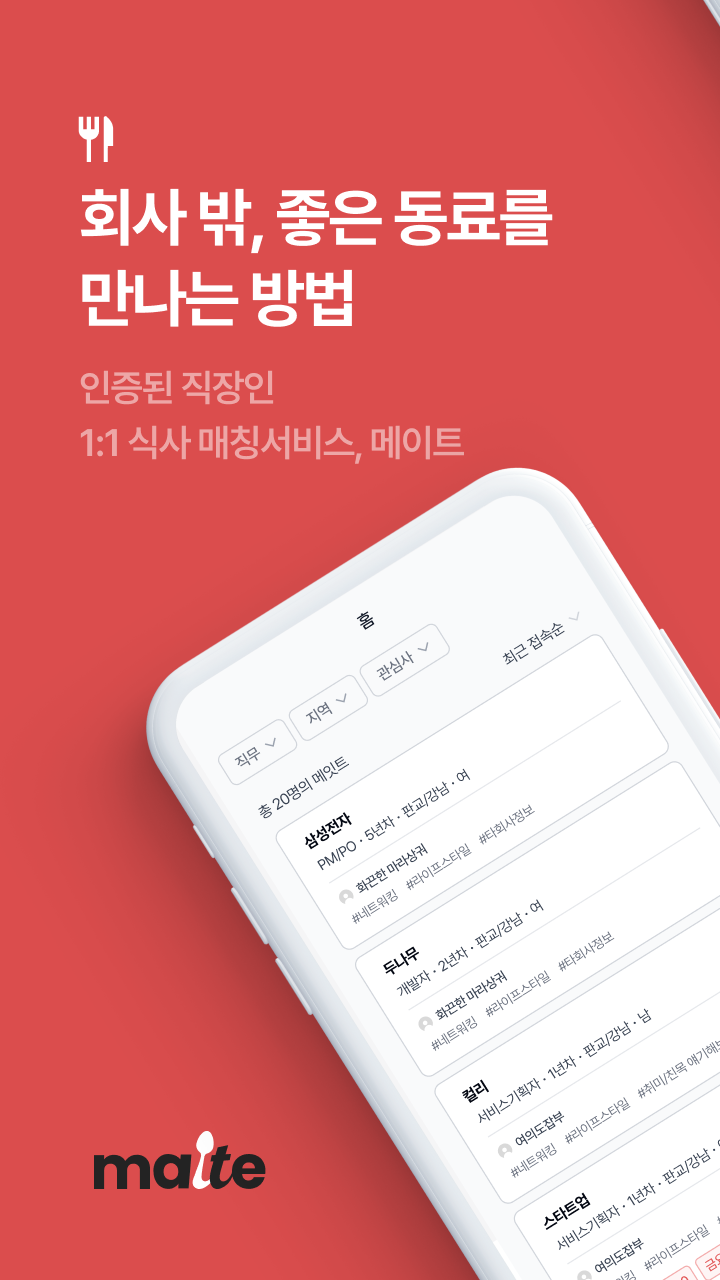 회사 밖, 좋은 동료를
만나는 방법
인증된 직장인
1:1 식사 매칭서비스, 메이트
홈
직무
지역
관심사
최근 접속순
총 20명의 메잇트
삼성전자
PM/PO · 5년차 · 판교/강남 · 여
화끈한 마라상궈
#네트워킹 #라이프스타일 #타회사정보
두나무
개발자 · 2년차 · 판교/강남 · 여
화끈한 마라상궈
#네트워킹 #라이프스타일 #타회사정보
컬리
서비스기획자 · 1년차 · 판교/강남 · 남
여의도잡부
#네트워킹 #라이프스타일 #취미/친목 얘기해
스타트업
서비스기획자 · 1년차 · 판교/강남 ·
여의도잡부
#라이프스타일
maite